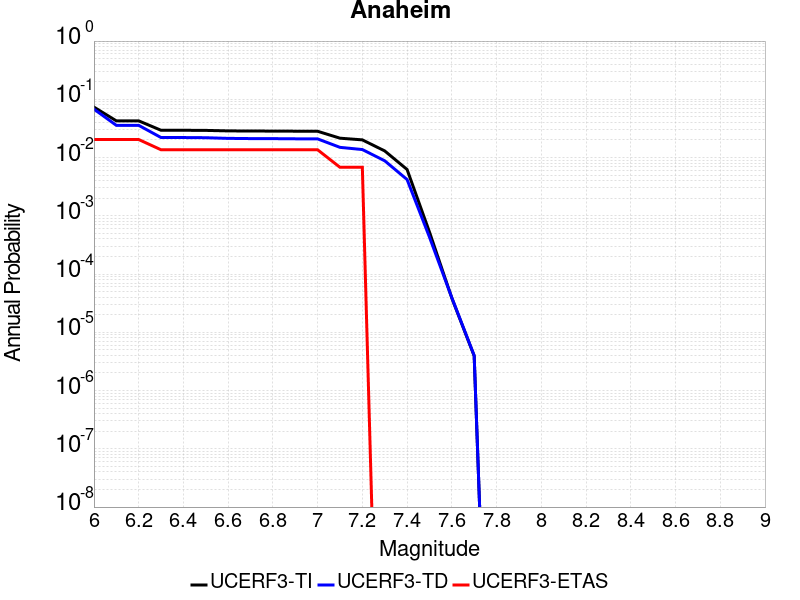 Anaheim
Annual Probability
10^0
10^-1
10^-2
10^-3
10^-4
10^-5
10^-6
10^-7
10^-8
6 6.2 6.4 6.6 6.8 7 7.2 7.4 7.6 7.8 8 8.2 8.4 8.6 8.8 9
Magnitude
UCERF3-TI UCERF3-TD UCERF3-ETAS